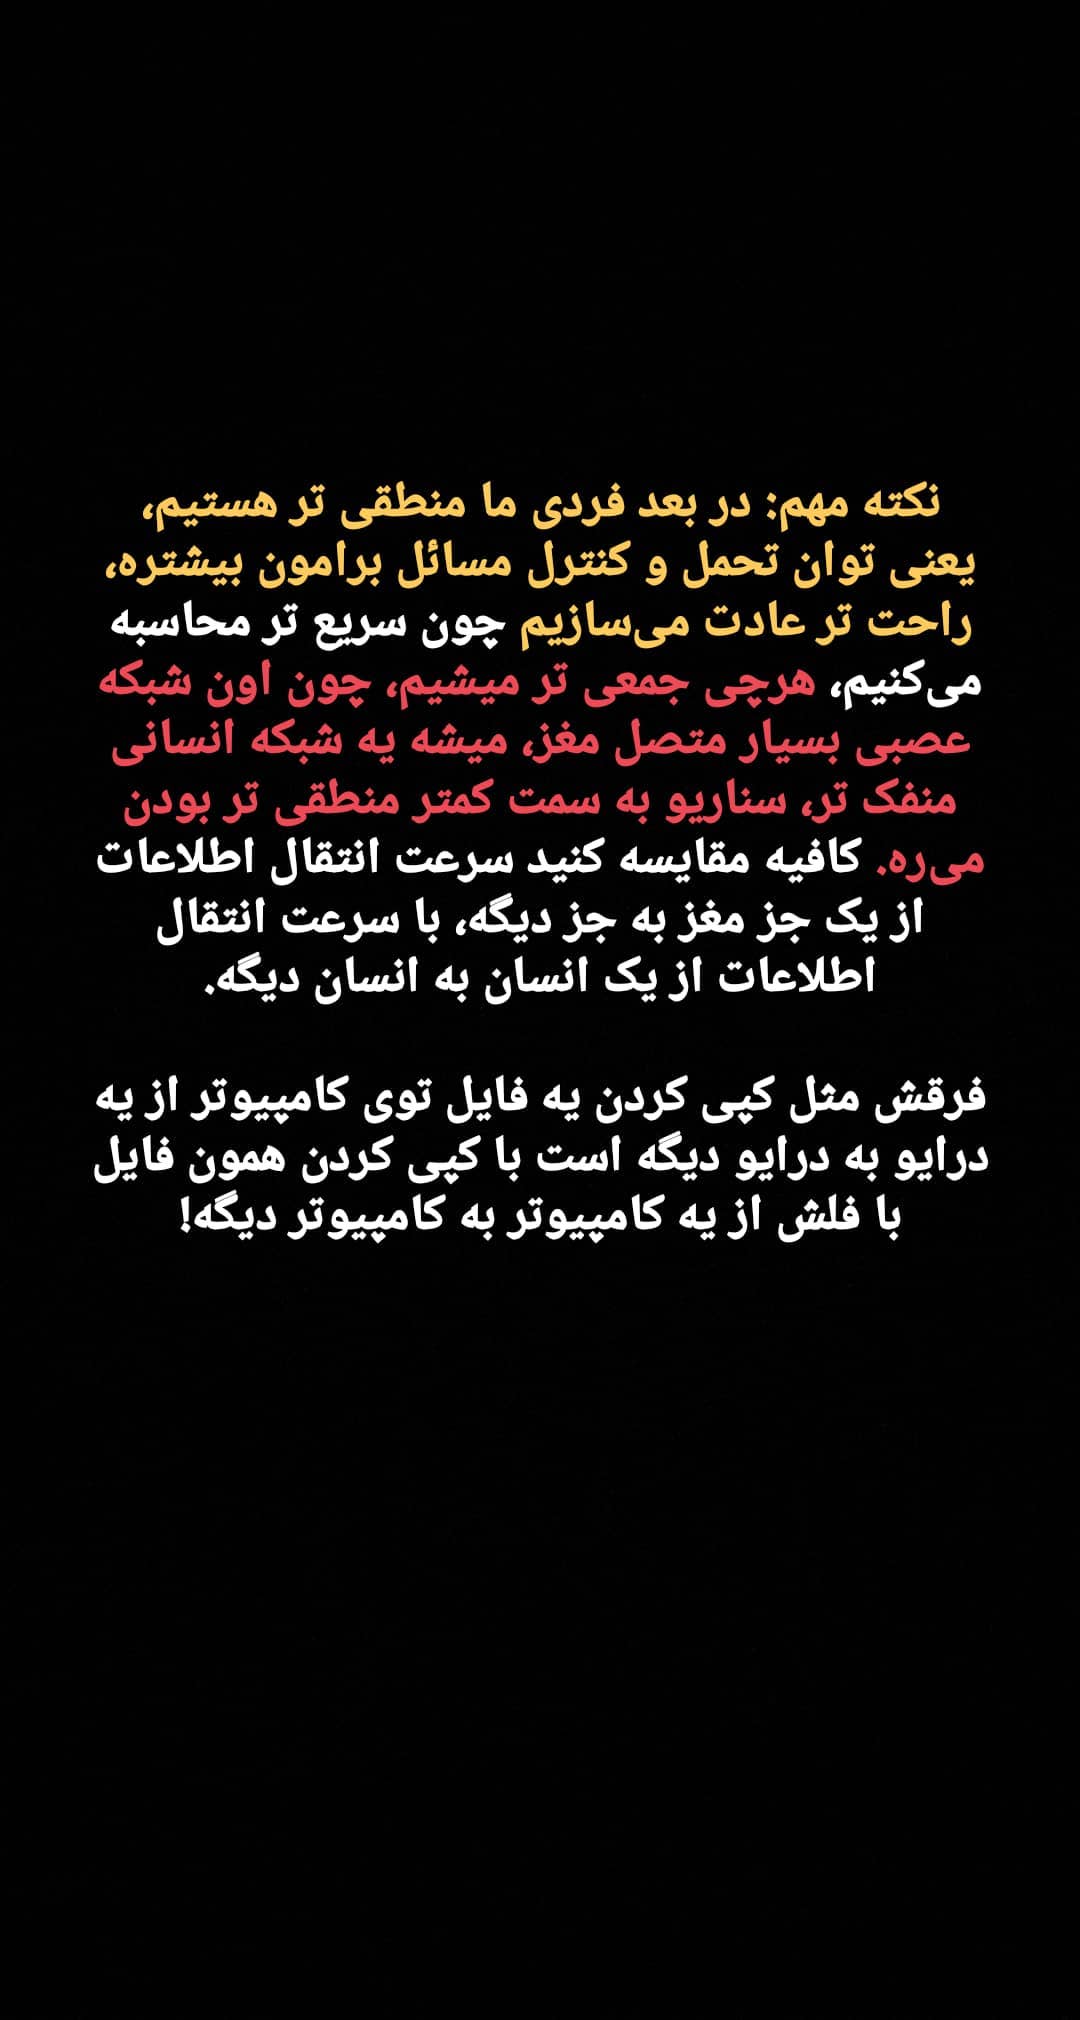 نکته مهم: در بعد فردی ما منطقی تر هستیم،
یعنی توان تحمل و کنترل مسائل برامون بیشتره،
راحت تر عادت می‌سازیم چون سریع تر محاسبه
می‌کنیم، هرچی جمعی تر میشیم، چون اون شبکه
عصبی بسیار متصل مغز، میشه یه شبکه انسانی
منفک تر، سناریو به سمت کمتر منطقی تر بودن
می‌ره. کافیه مقایسه کنید سرعت انتقال اطلاعات
از یک جز مغز به جز دیگه، با سرعت انتقال
اطلاعات از یک انسان به انسان دیگه.
فرقش مثل کپی کردن یه فایل توی کامپیوتر از یه
درایو به درایو دیگه است با کپی کردن همون فایل
با فلش از یه کامپیوتر به کامپیوتر دیگه!